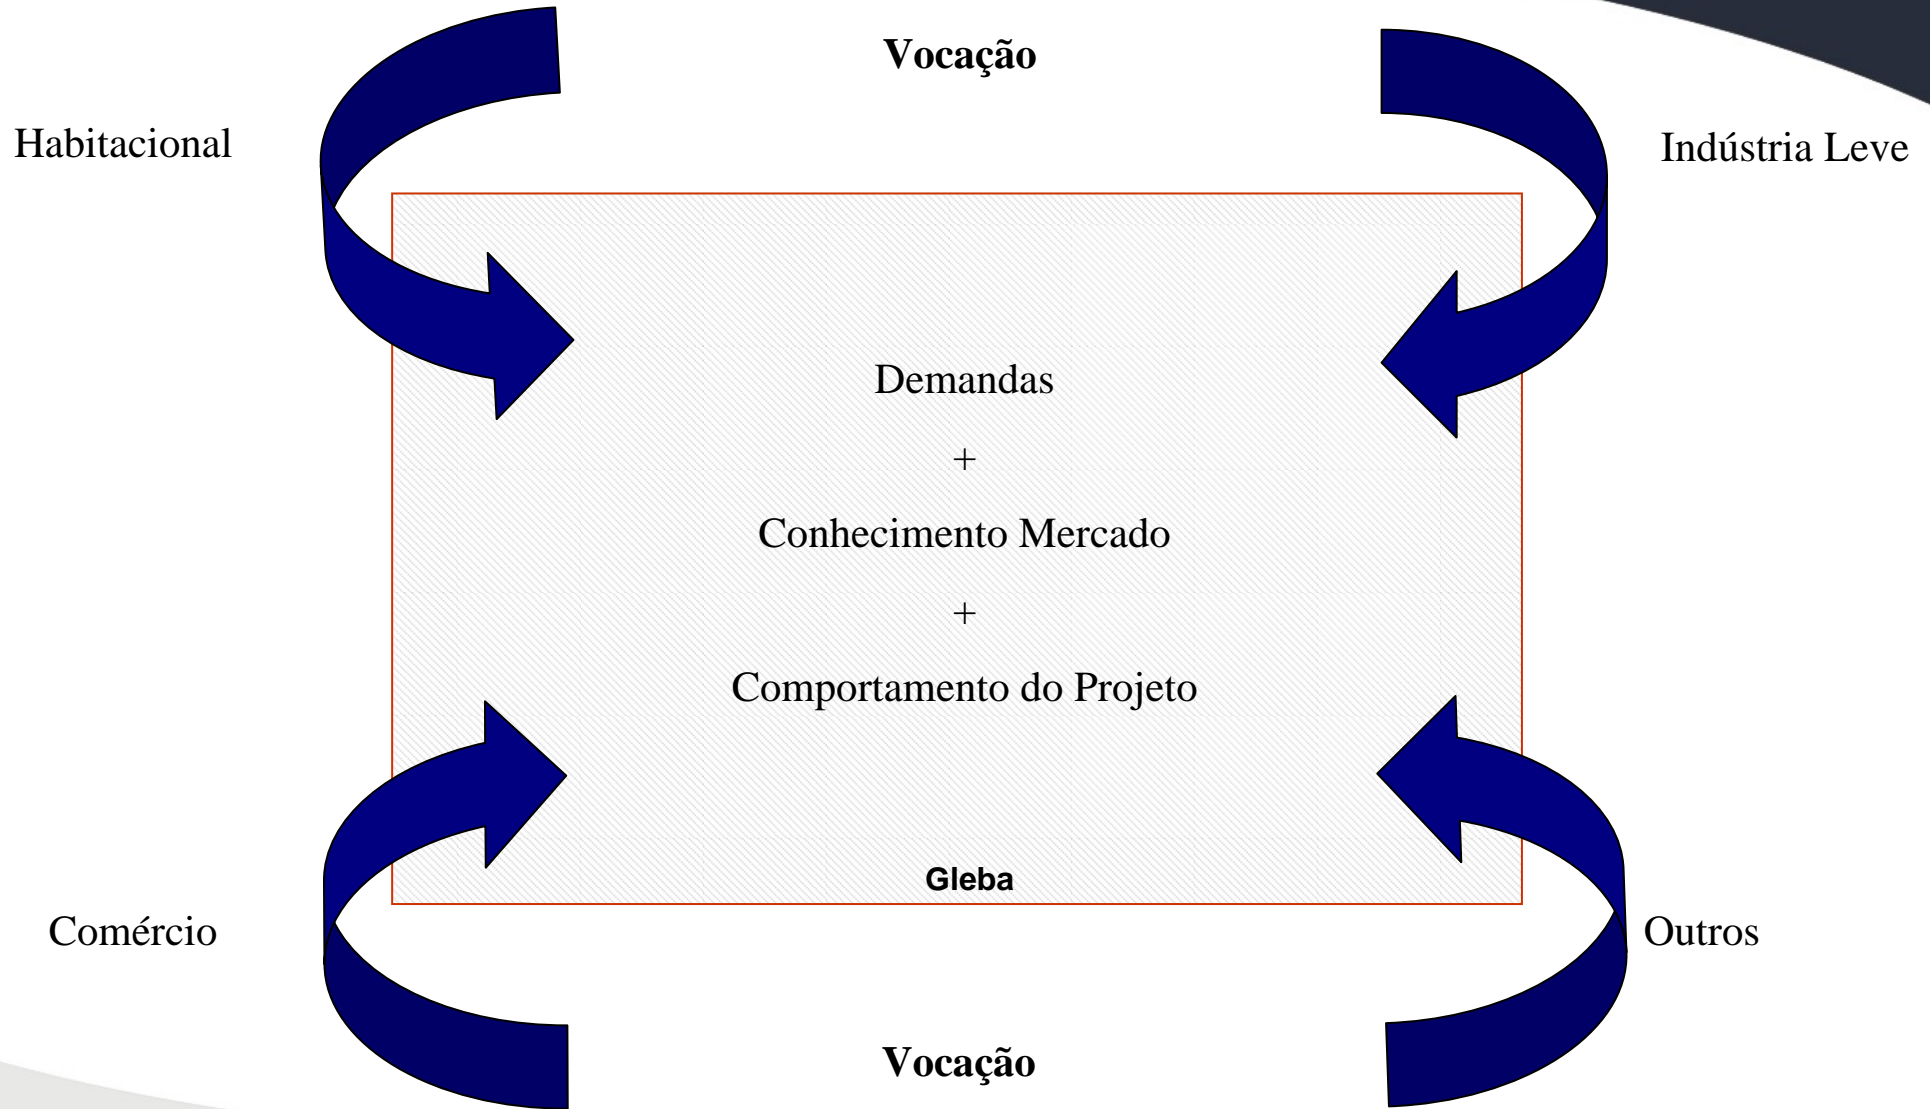 Vocação
Habitacional
Indústria Leve
Demandas
+
Conhecimento Mercado
+
Comportamento do Projeto
Gleba
Comércio
Outros
Vocação